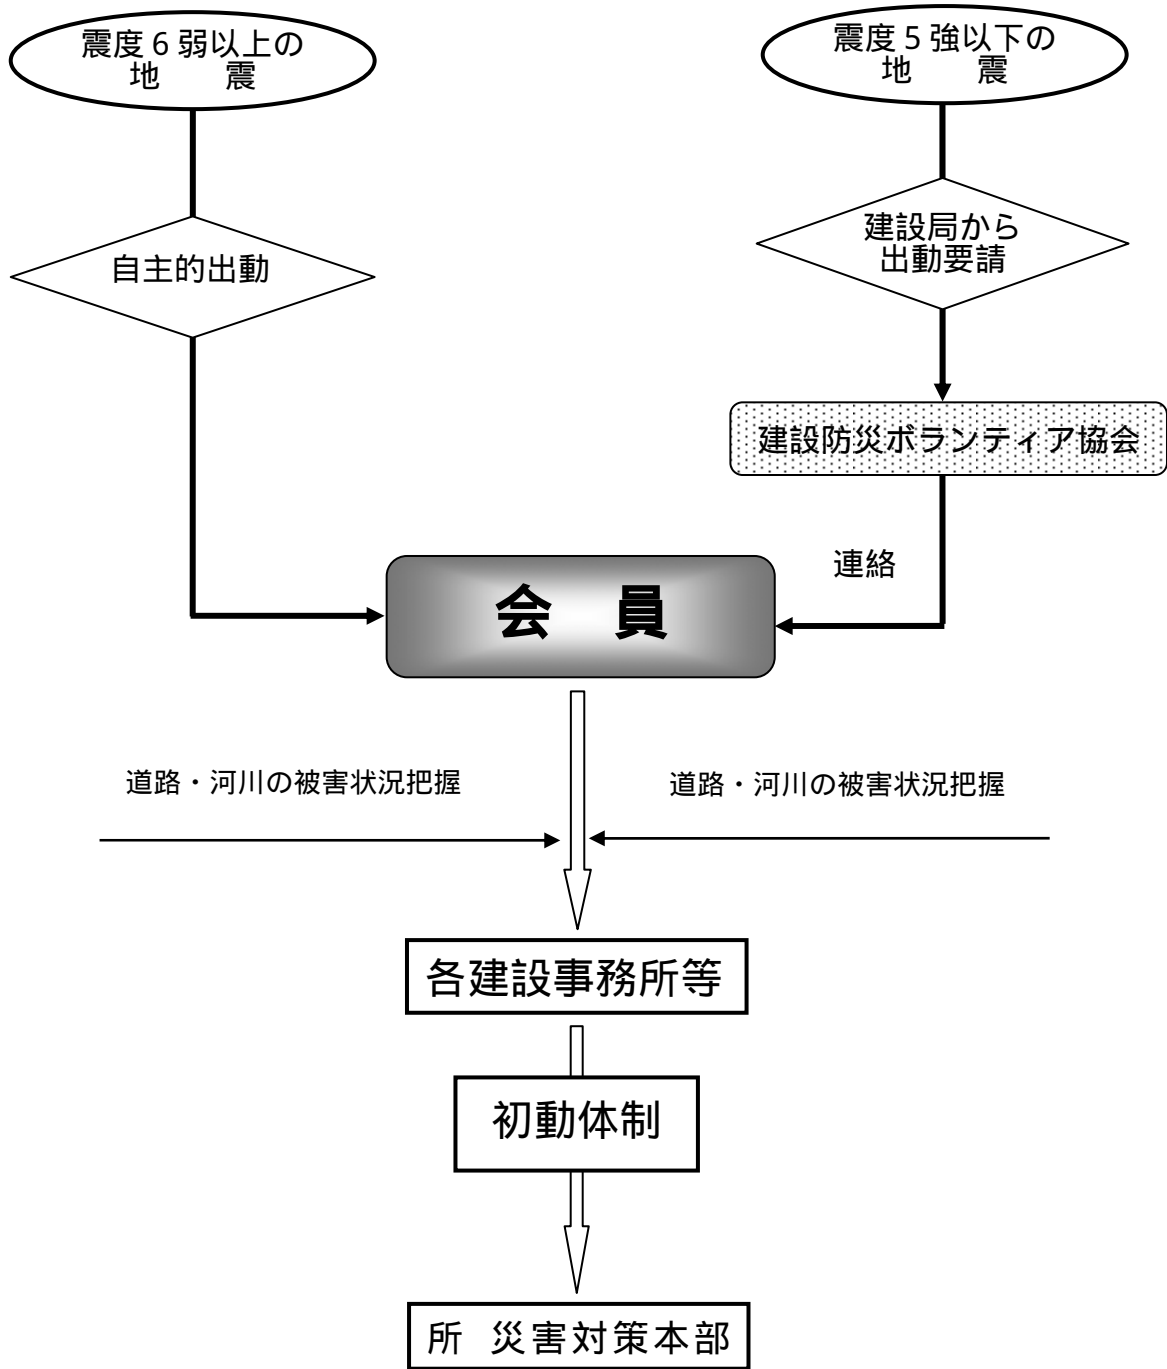 震度6弱以上の
地　　震
震度5強以下の
地　　震
自主的出動
建設局から
出動要請
建設防災ボランティア協会
連絡
会　員
道路・河川の被害状況把握
道路・河川の被害状況把握
各建設事務所等
初動体制
所　災害対策本部